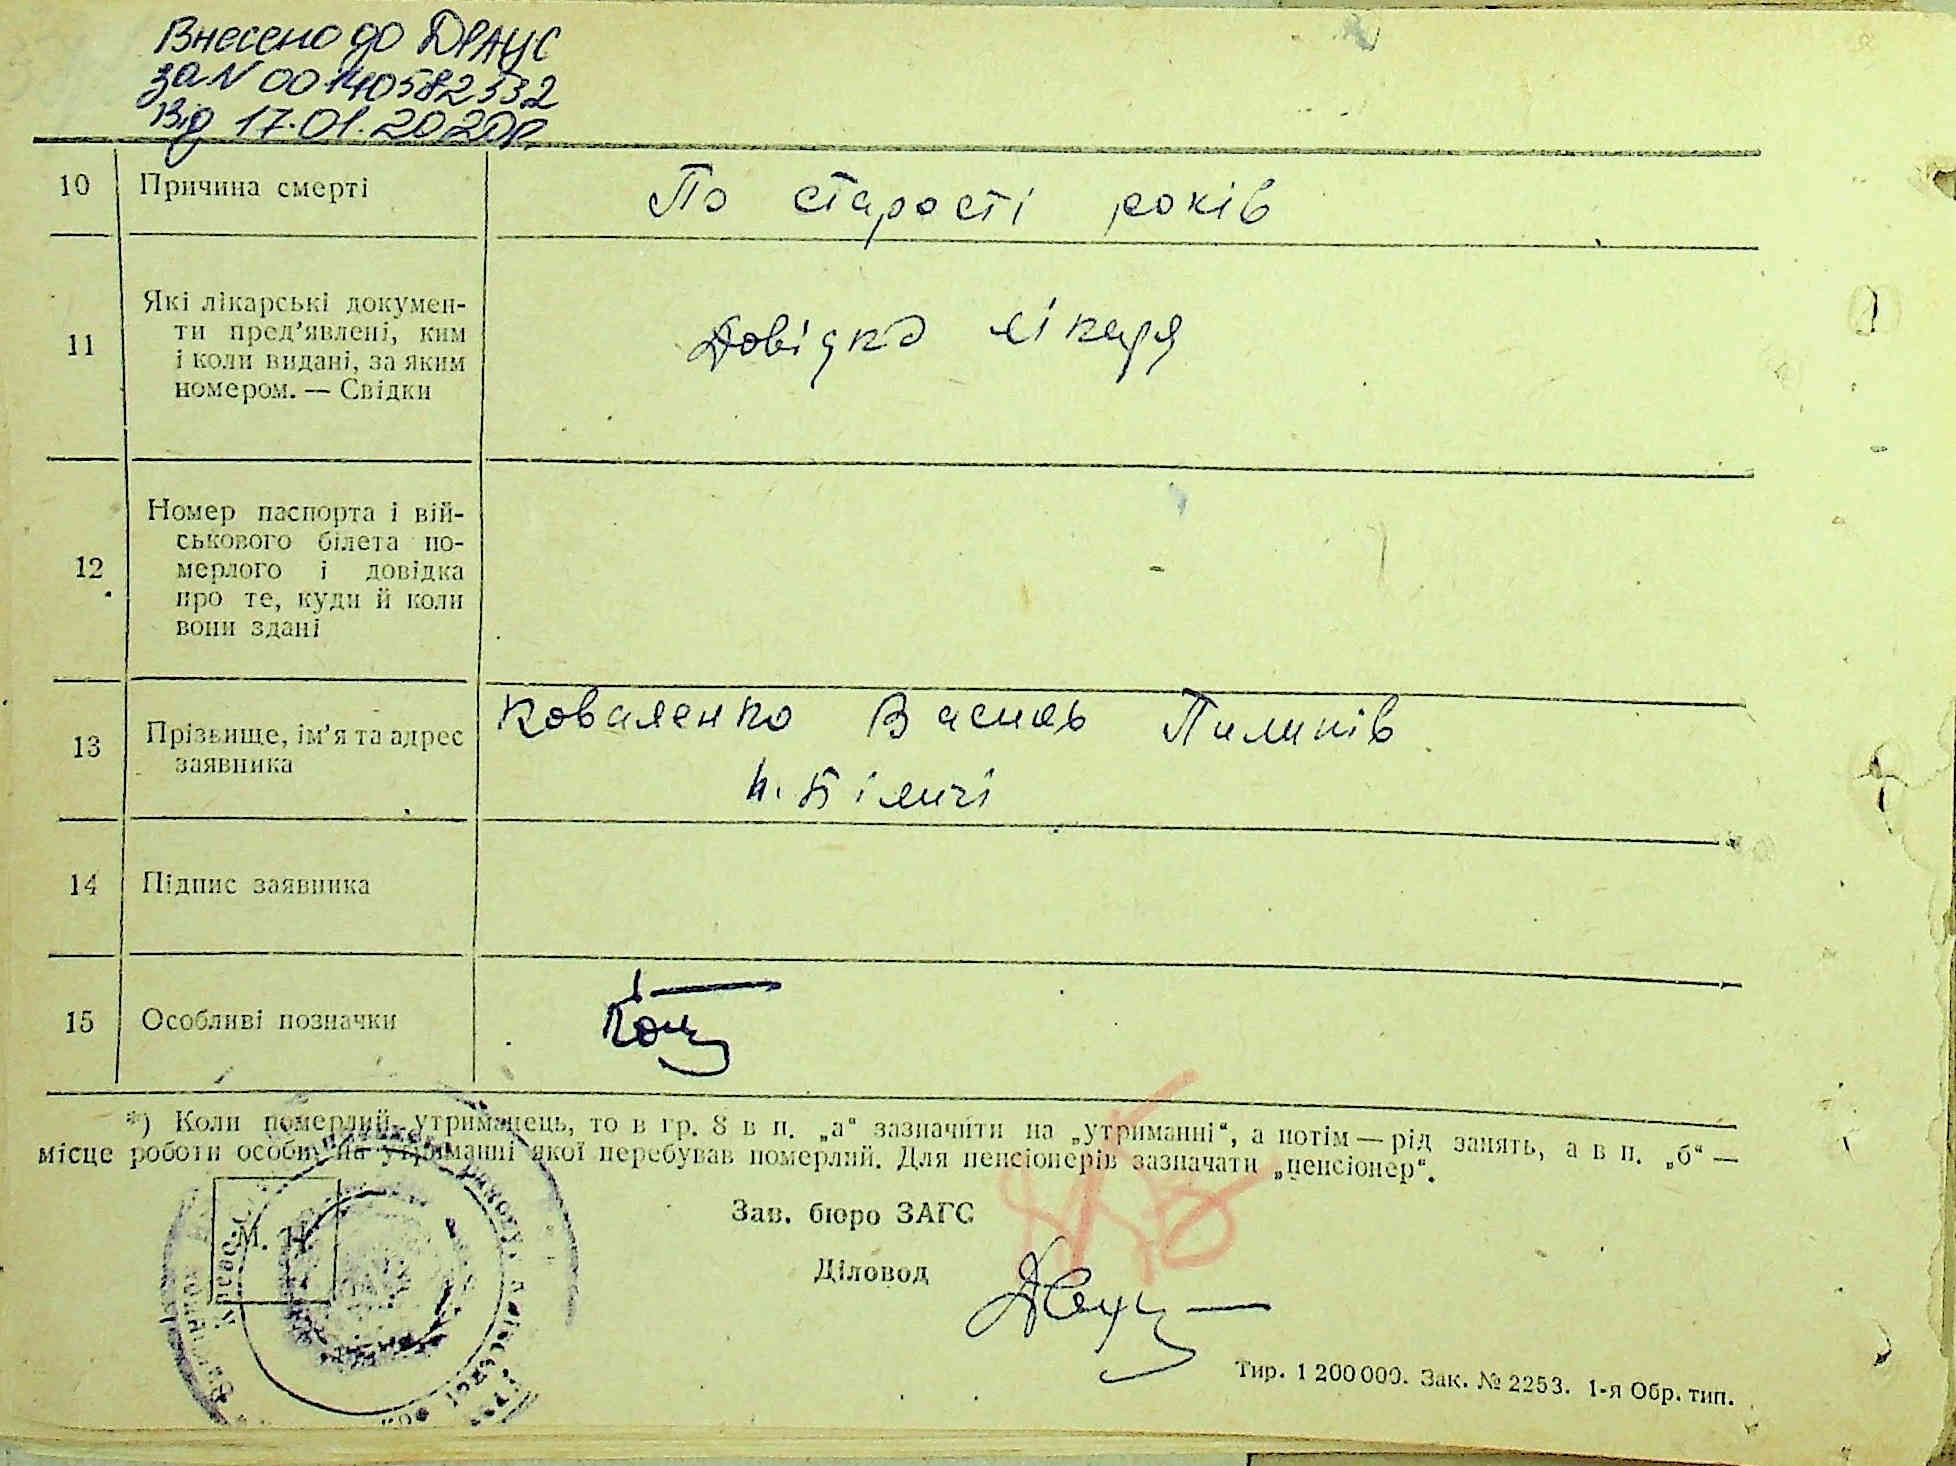 Внесено до ДРАЦС
за N 00140582332
Від 17.01.2020р.
10 Причина смерті По старості років
11 Які лікарські докумен-
ти пред’явлені, ким
і коли видані, за яким
номером. — Свідки
Довідка лікаря
12 Номер паспорта і вій-
ськового білета по-
мерлого і довідка
про те, куди й коли
вони здані
13 Прізвище, ім’я та адрес
заявника
Коваленко Василь Пилипів
н. Біличі
14 Підпис заявника
15 Особливі позначки
*) Коли померлий утриманець, то в гр. 8 в п. „а“ зазначити на „утриманні“, а потім — рід занять, а в п. „б“ —
місце роботи особи, на утриманні якої перебував померлий. Для пенсіонерів зазначати „пенсіонер“.
М. П.
Зав. бюро ЗАГС
Діловод
Тир. 1 200 000. Зак. № 2253. 1-я Обр. тип.